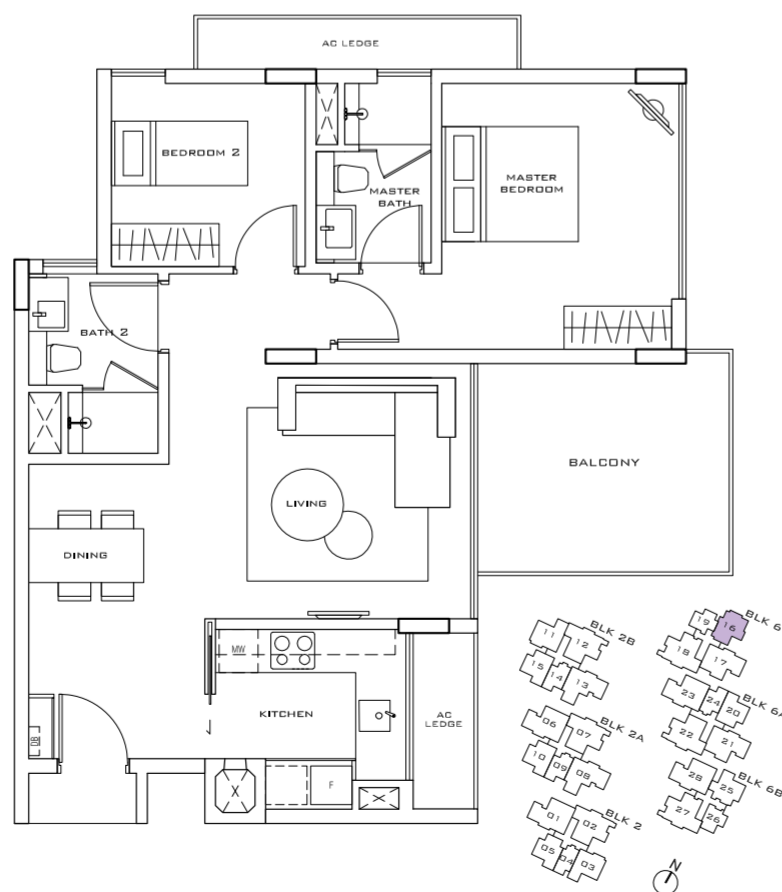 AC LEDGE
BEDROOM 2
MASTER
BATH
MASTER
BEDROOM
BATH 2
BALCONY
LIVING
DINING
MW
KITCHEN
AC
LEDGE
DB
X
F
BLK 2B
11
12
15
14
13
BLK 2A
06
07
10
09
08
BLK 2
01
02
05
04
03
BLK 6
19
16
18
17
BLK 6A
23
24
20
22
21
BLK 6B
28
25
27
26
N